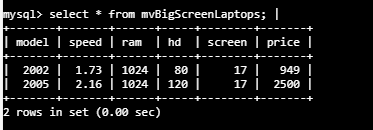 mysql> select * from mvBigScreenLaptops; |
+-------+-------+------+-----+--------+-------+
| model | speed | ram  | hd  | screen | price |
+-------+-------+------+-----+--------+-------+
|  2002 |  1.73 | 1024 |  80 |     17 |   949 |
|  2005 |  2.16 | 1024 | 120 |     17 |  2500 |
+-------+-------+------+-----+--------+-------+
2 rows in set (0.00 sec)